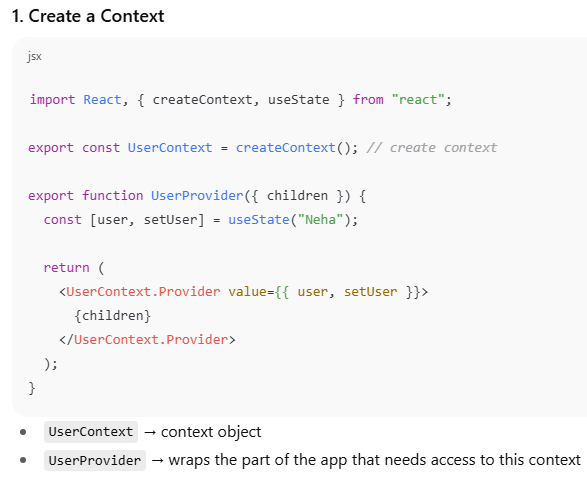 1. Create a Context
jsx
import React, { createContext, useState } from "react";
export const UserContext = createContext(); // create context
export function UserProvider({ children }) {
  const [user, setUser] = useState("Neha");
  return (
    <UserContext.Provider value={{ user, setUser }}>
      {children}
    </UserContext.Provider>
  );
}
• UserContext → context object
• UserProvider → wraps the part of the app that needs access to this context